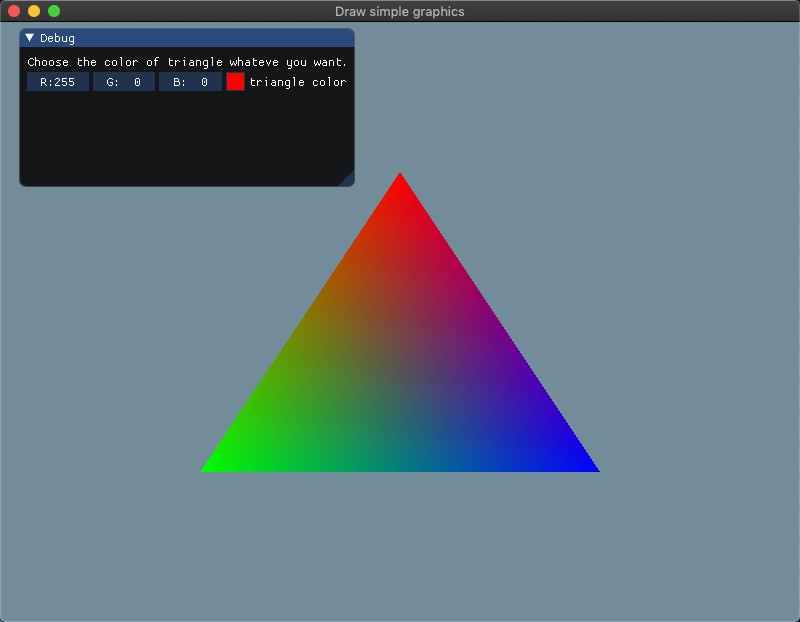 Draw simple graphics
Debug
Choose the color of triangle whateve you want.
R:255 G: 0 B: 0 triangle color